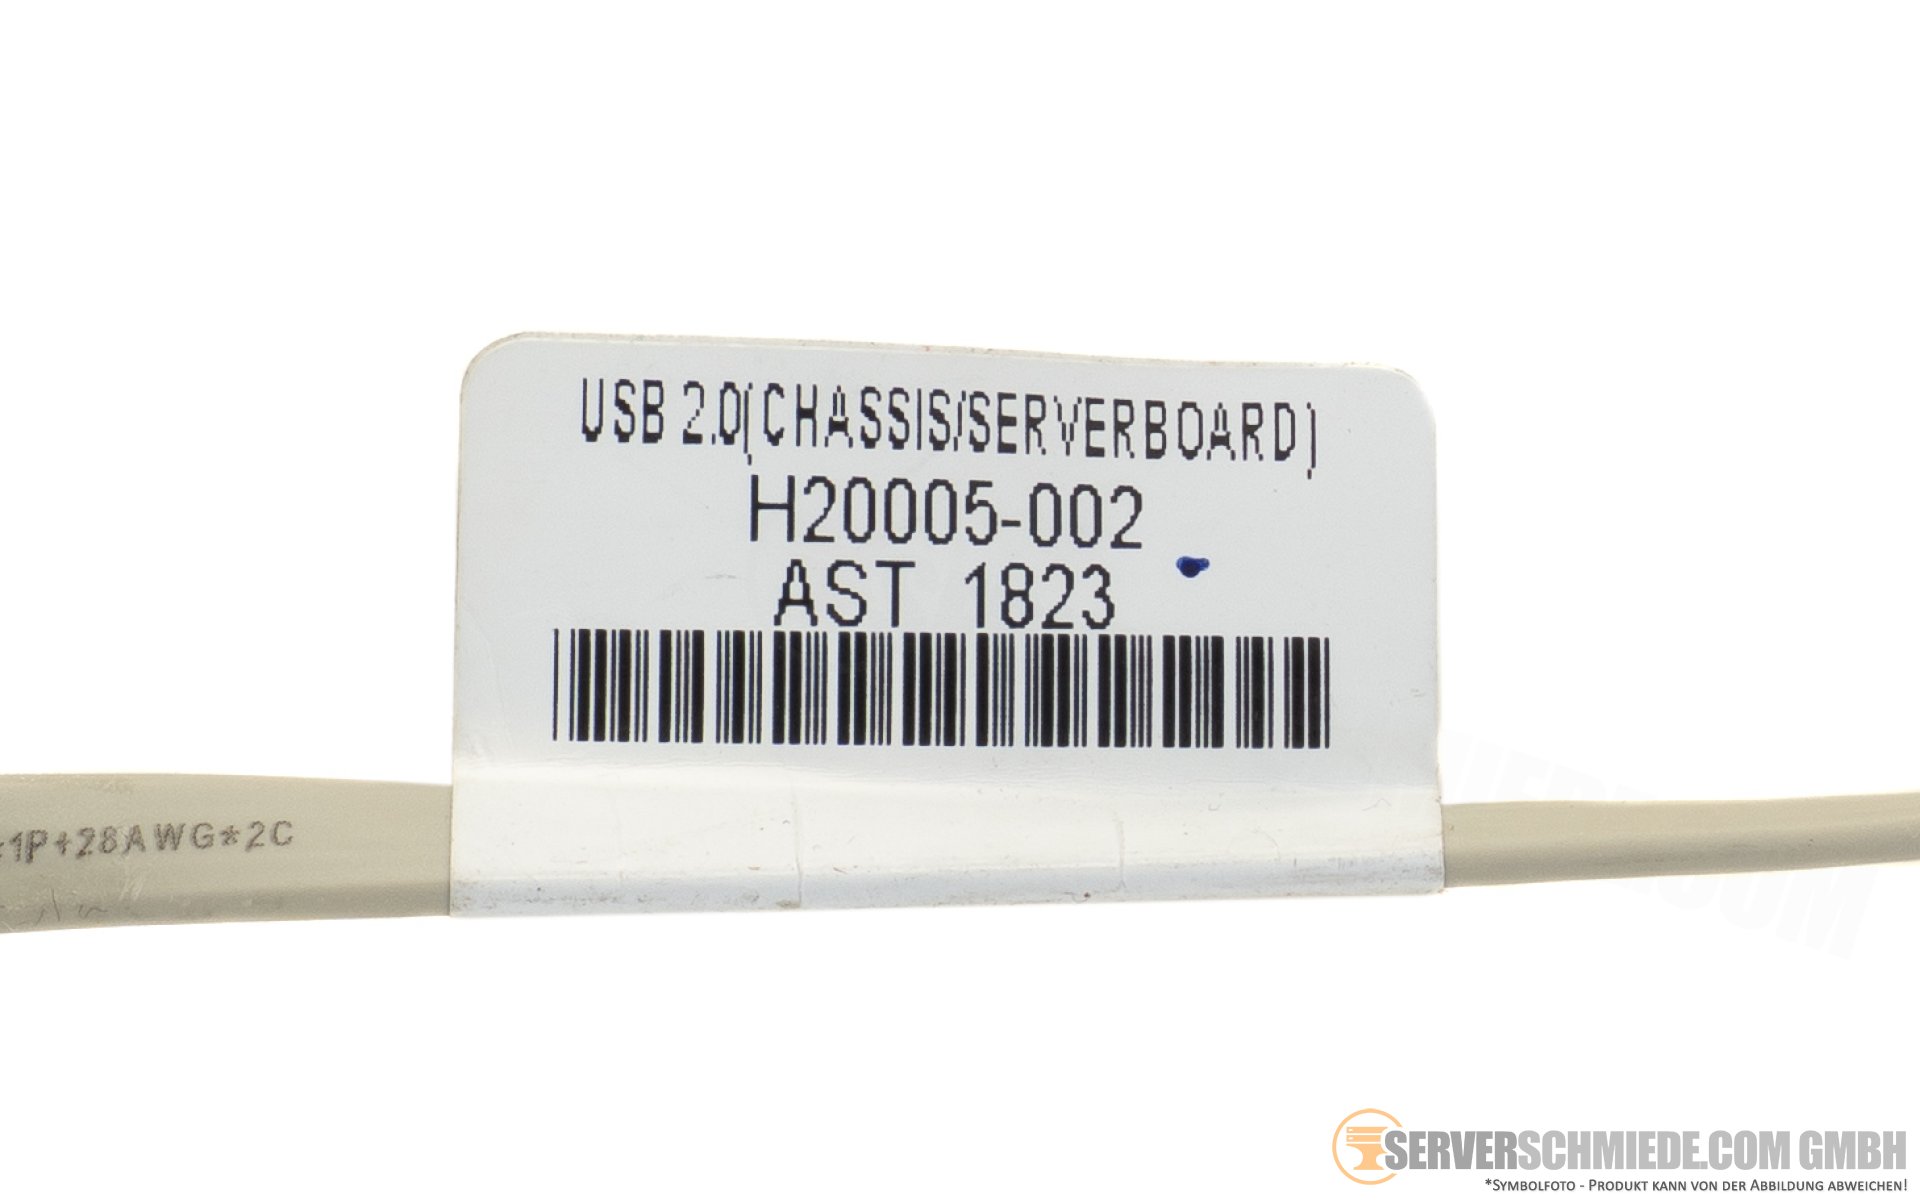 USB 2.0(CHASSIS/SERVERBOARD)
H20005-002
AST 1823
1P+28AWG*2C
SERVERSCHMIEDE.COM GMBH
*SYMBOLFOTO - PRODUKT KANN VON DER ABBILDUNG ABWEICHEN!